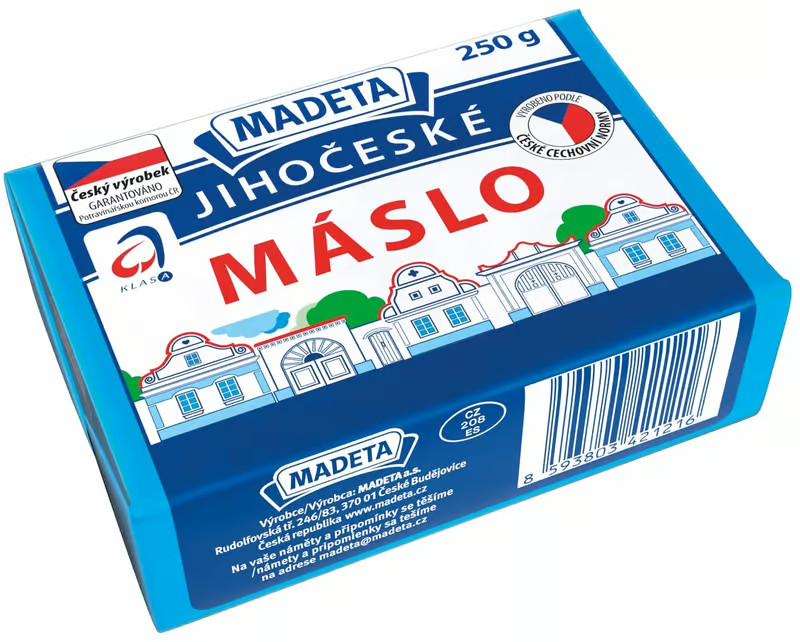 250 g
MADETA
JIHOČESKÉ
MÁSLO
VYROBENO PODLE
ČESKÉ CECHOVNÍ NORMY
Český výrobek
GARANTOVÁNO
Potravinářskou komorou ČR
KLASA
MADETA
Výrobce/Výrobca: MADETA a.s.
Rudolfovská tř. 246/83, 370 01 České Budějovice
Česká republika www.madeta.cz
Na vaše náměty a připomínky se těšíme
/námety a pripomienky sa tešíme
na adrese madeta@madeta.cz
CZ
208
ES
8 593803 421216